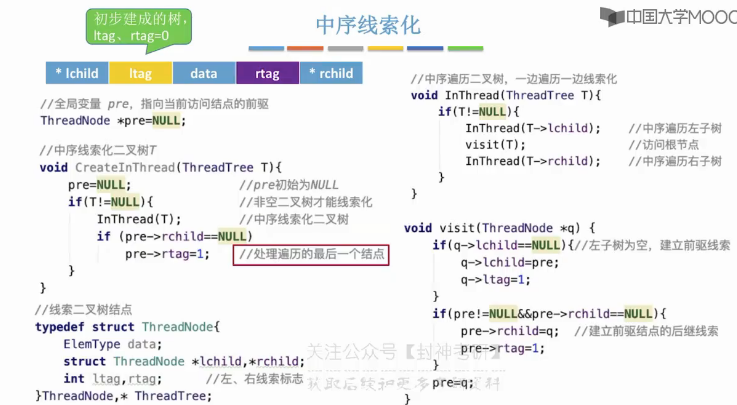 初步建成的树，
ltag、rtag=0
中序线索化
中国大学MOOC
* lchild ltag data rtag * rchild
//全局变量 pre，指向当前访问结点的前驱
ThreadNode *pre=NULL;
//中序线索化二叉树T
void CreateInThread(ThreadTree T){
pre=NULL; //pre初始为NULL
if(T!=NULL){ //非空二叉树才能线索化
InThread(T); //中序线索化二叉树
if (pre->rchild==NULL)
pre->rtag=1; //处理遍历的最后一个结点
}
}
//线索二叉树结点
typedef struct ThreadNode{
ElemType data;
struct ThreadNode *lchild,*rchild;
int ltag,rtag; //左、右线索标志
}ThreadNode,* ThreadTree;
//中序遍历二叉树，一边遍历一边线索化
void InThread(ThreadTree T){
if(T!=NULL){
InThread(T->lchild); //中序遍历左子树
visit(T); //访问根节点
InThread(T->rchild); //中序遍历右子树
}
}
void visit(ThreadNode *q) {
if(q->lchild==NULL){//左子树为空，建立前驱线索
q->lchild=pre;
q->ltag=1;
}
if(pre!=NULL&&pre->rchild==NULL){
pre->rchild=q; //建立前驱结点的后继线索
pre->rtag=1;
}
pre=q;
}
关注公众号【封神考研】